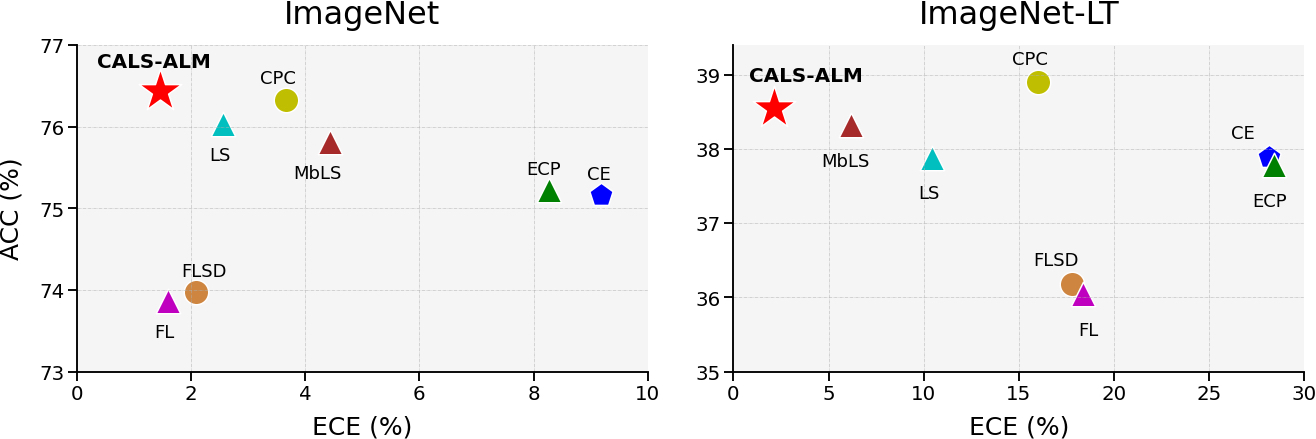 ImageNet
ACC (%)
77
76
75
74
73
CALS-ALM
CPC
LS
MbLS
ECP
CE
FLSD
FL
0
2
4
6
8
10
ECE (%)
ImageNet-LT
39
38
37
36
35
CPC
CALS-ALM
MbLS
LS
CE
ECP
FLSD
FL
0
5
10
15
20
25
30
ECE (%)